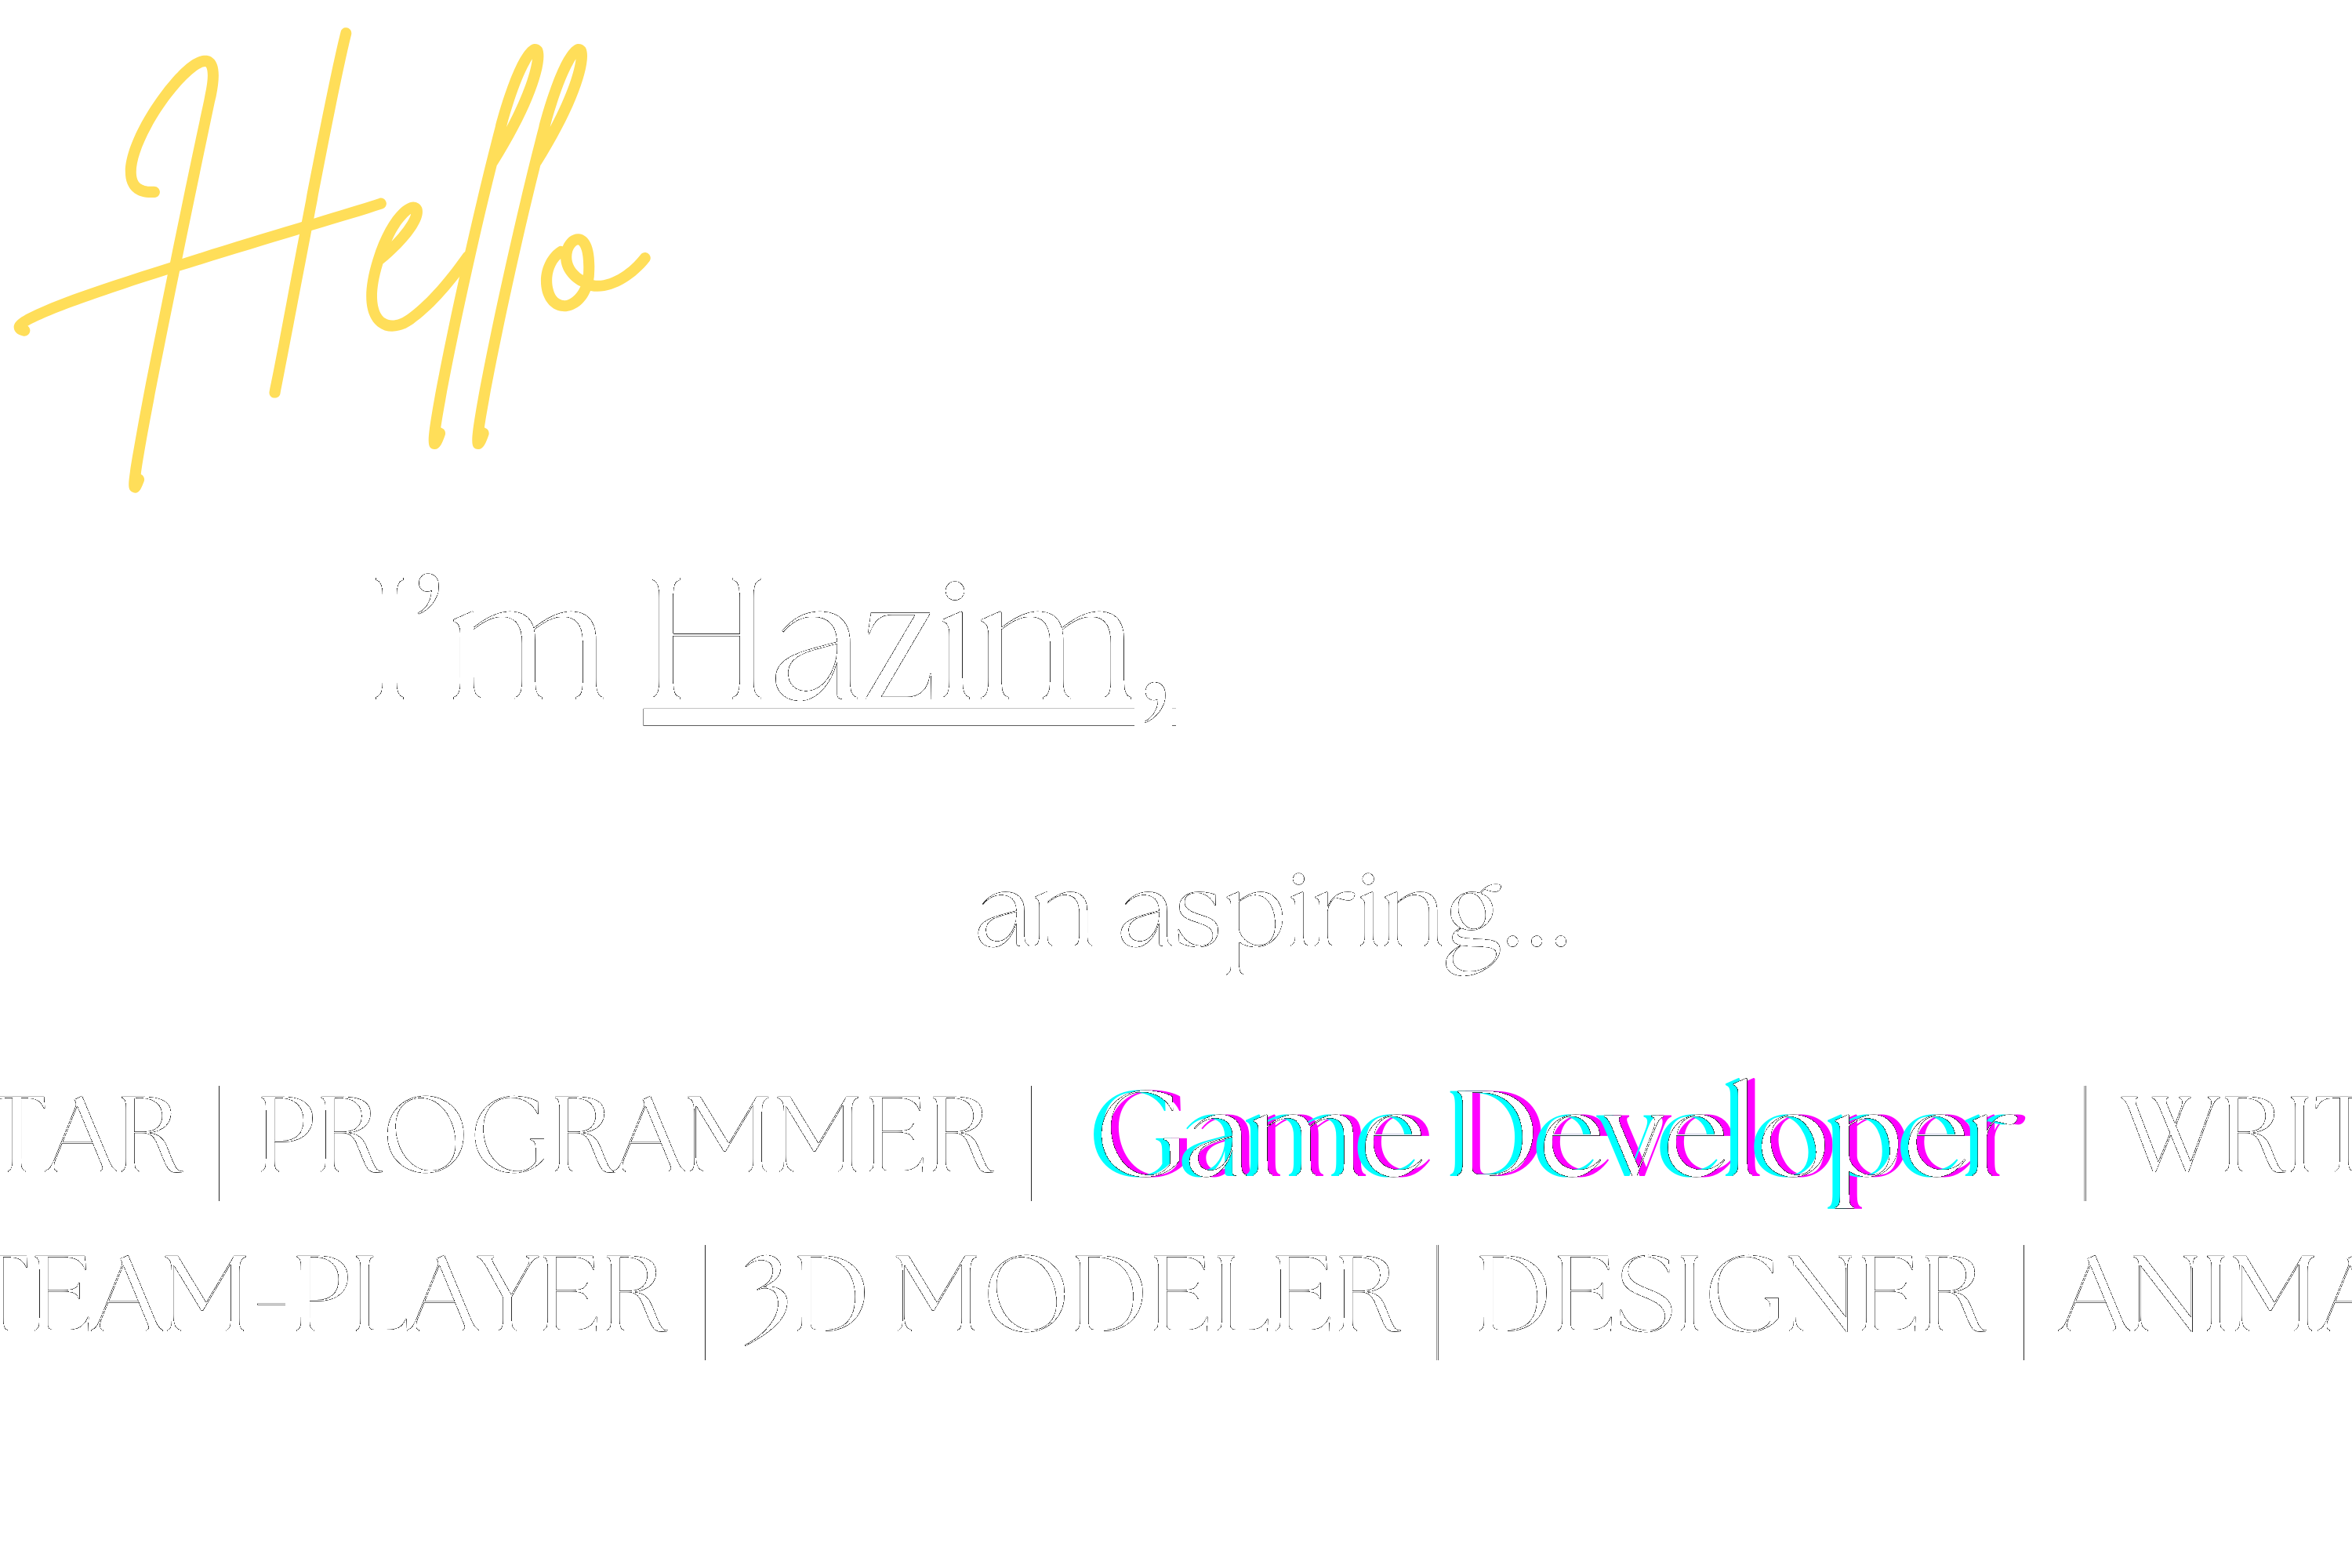 Hello
I’m Hazim,
an aspiring...
TAR | PROGRAMMER | Game Developer | WRIT
TEAM-PLAYER | 3D MODELER | DESIGNER | ANIMA